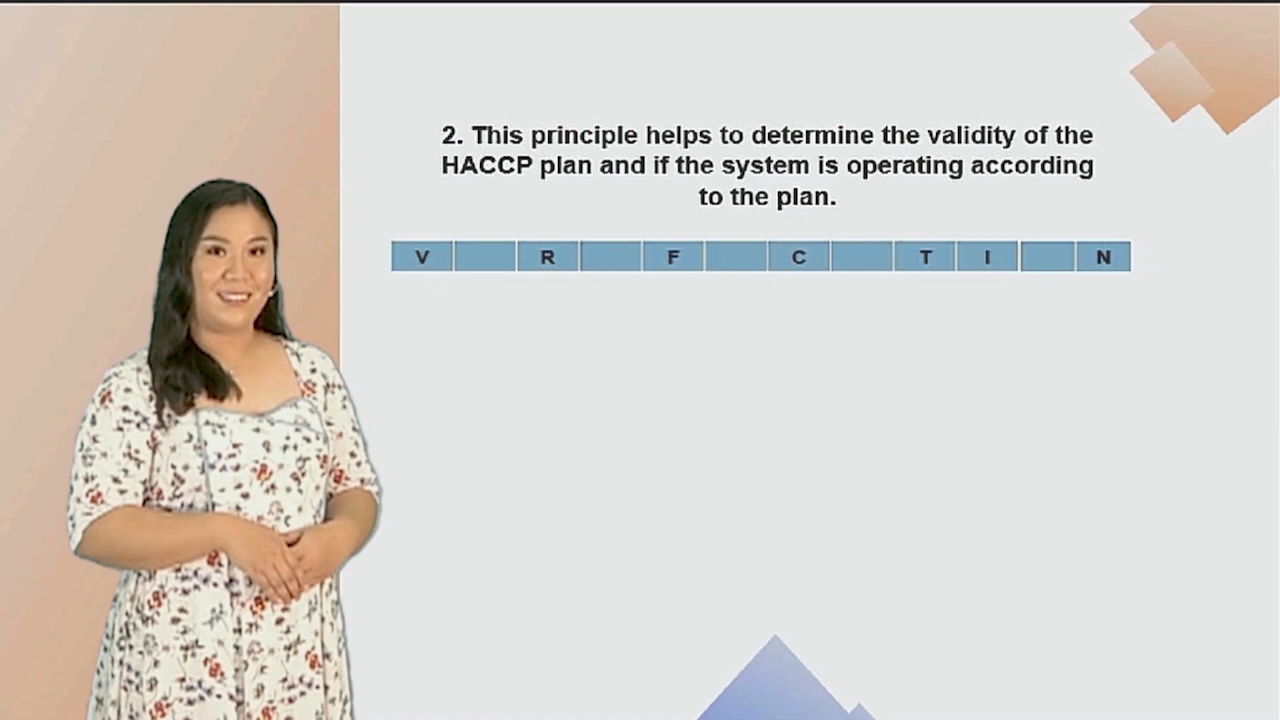 2. This principle helps to determine the validity of the
HACCP plan and if the system is operating according
to the plan.
V R F C T I N